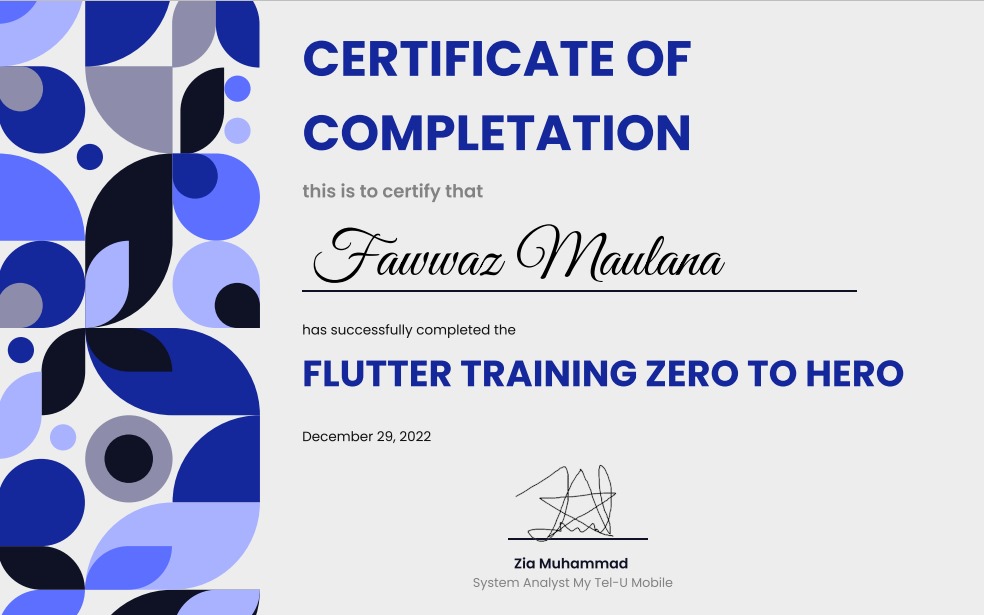 CERTIFICATE OF
COMPLETATION
this is to certify that
Fawwaz Maulana
has successfully completed the
FLUTTER TRAINING ZERO TO HERO
December 29, 2022
Zia Muhammad
System Analyst My Tel-U Mobile